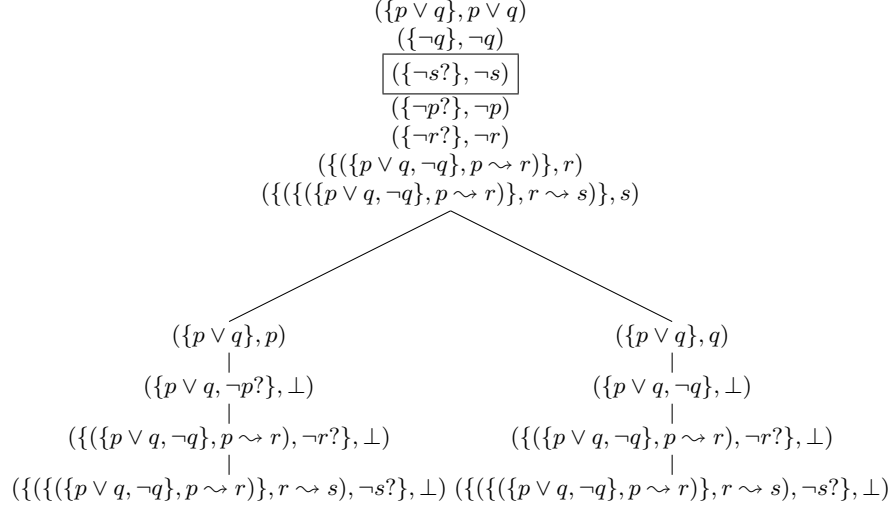 ({p ∨ q}, p ∨ q)
({¬q}, ¬q)
({¬s?}, ¬s)
({¬p?}, ¬p)
({¬r?}, ¬r)
({({p ∨ q, ¬q}, p ⇝ r)}, r)
({({({p ∨ q, ¬q}, p ⇝ r)}, r ⇝ s)}, s)
({p ∨ q}, p) ({p ∨ q}, q)
({p ∨ q, ¬p?}, ⊥) ({p ∨ q, ¬q}, ⊥)
({({p ∨ q, ¬q}, p ⇝ r), ¬r?}, ⊥) ({({p ∨ q, ¬q}, p ⇝ r), ¬r?}, ⊥)
({({({p ∨ q, ¬q}, p ⇝ r)}, r ⇝ s), ¬s?}, ⊥) ({({({p ∨ q, ¬q}, p ⇝ r)}, r ⇝ s), ¬s?}, ⊥)